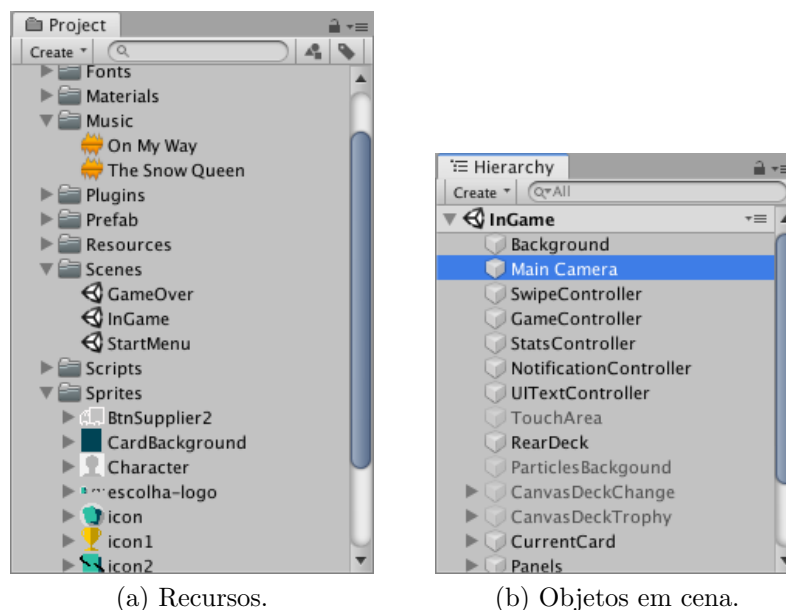 Project
Create
Fonts
Materials
Music
On My Way
The Snow Queen
Plugins
Prefab
Resources
Scenes
GameOver
InGame
StartMenu
Scripts
Sprites
BtnSupplier2
CardBackground
Character
escolha-logo
icon
icon1
icon2
(a) Recursos.
Hierarchy
Create All
InGame
Background
Main Camera
SwipeController
GameController
StatsController
NotificationController
UITextController
TouchArea
RearDeck
ParticlesBackgound
CanvasDeckChange
CanvasDeckTrophy
CurrentCard
Panels
(b) Objetos em cena.